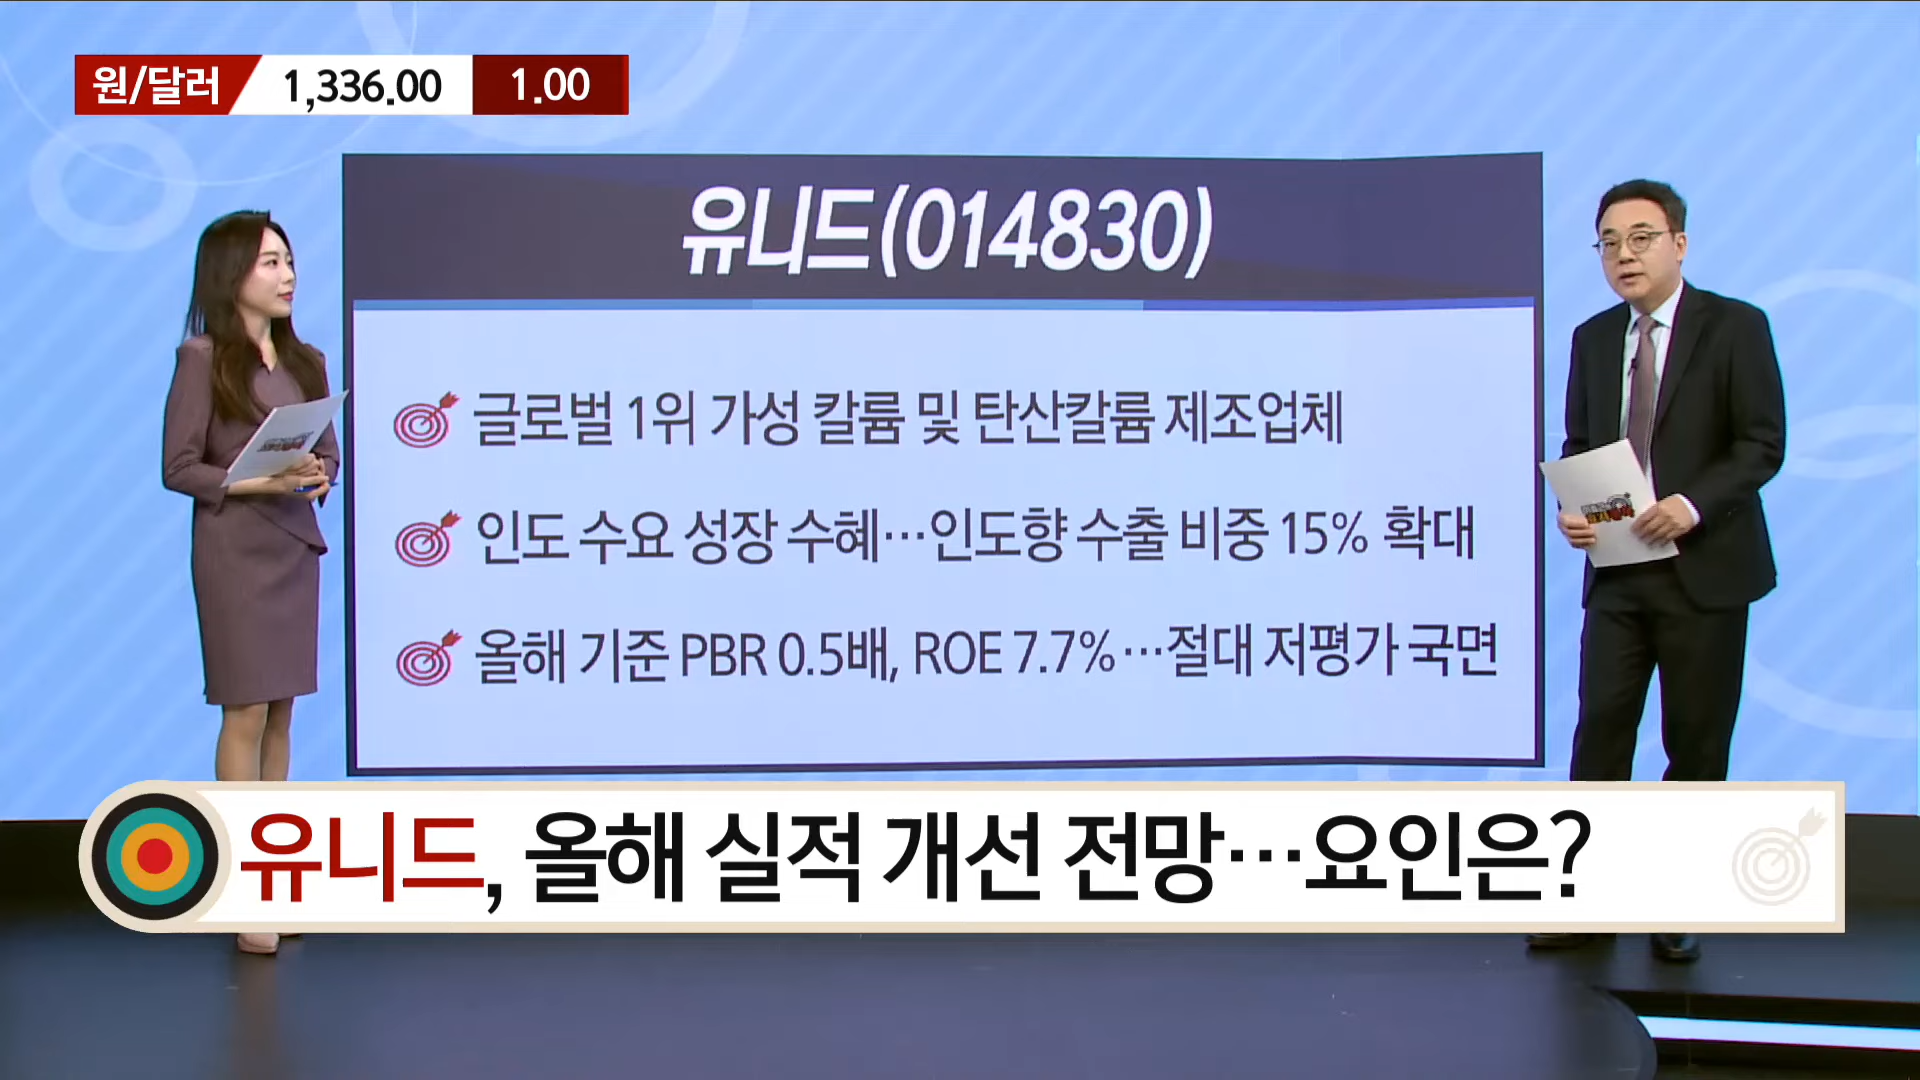 원/달러 1,336.00 1.00
유니드(014830)
글로벌 1위 가성 칼륨 및 탄산칼륨 제조업체
인도 수요 성장 수혜…인도향 수출 비중 15% 확대
올해 기준 PBR 0.5배, ROE 7.7%…절대 저평가 국면
유니드, 올해 실적 개선 전망…요인은?